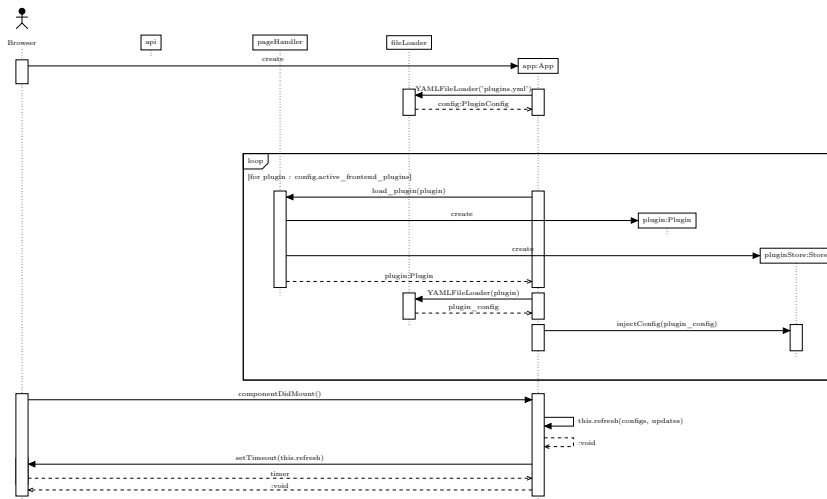 Browser
api
pageHandler
fileLoader
create
app:App
YAMLFileLoader('plugins.yml')
config:PluginConfig
loop
[for plugin : config.active_frontend_plugins]
load_plugin(plugin)
create
plugin:Plugin
create
pluginStore:Store
plugin:Plugin
YAMLFileLoader(plugin)
plugin_config
injectConfig(plugin_config)
componentDidMount()
this.refresh(configs, updates)
:void
setTimeout(this.refresh)
timer
:void